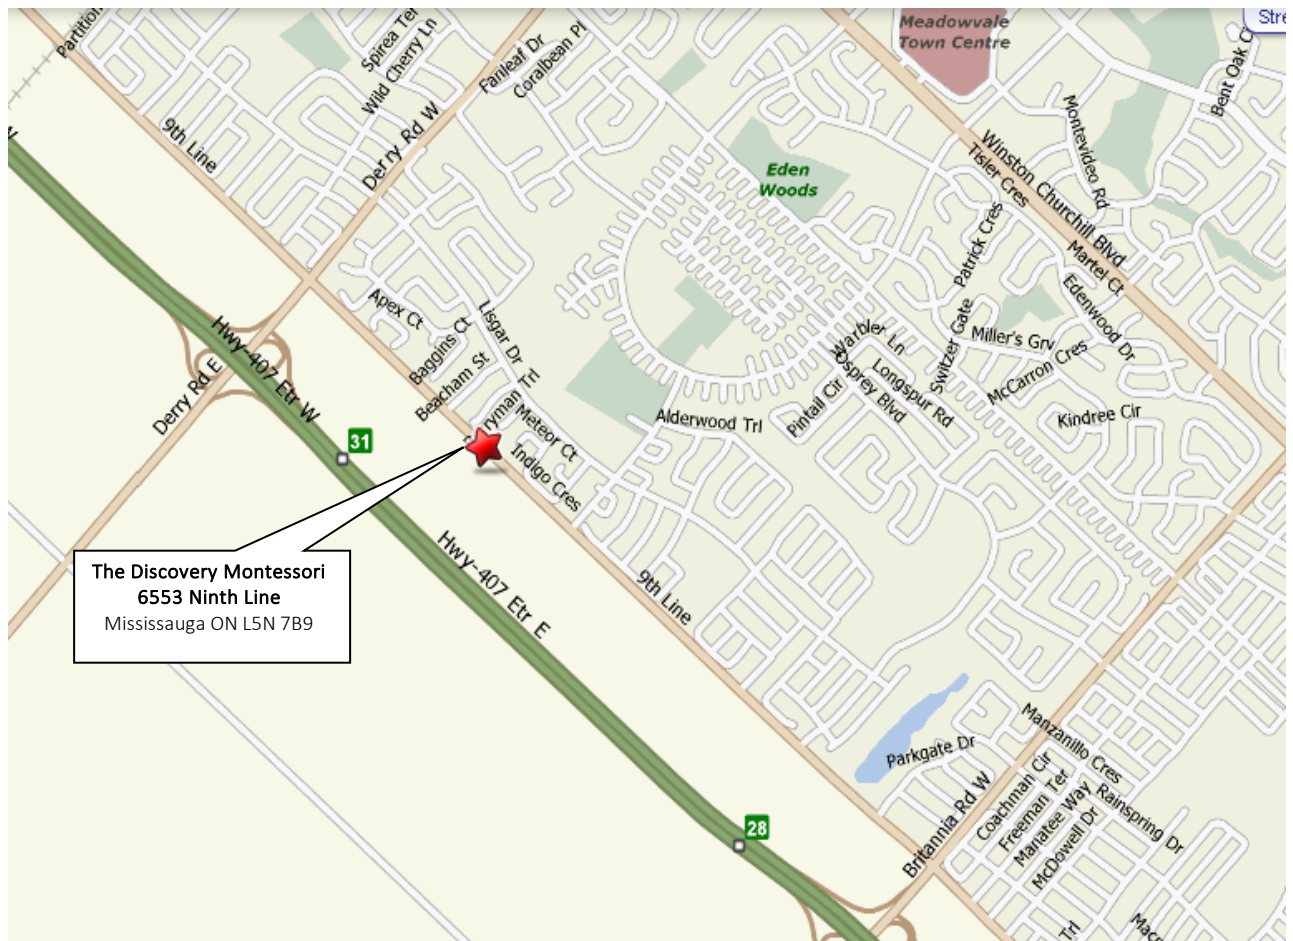 Partition
Spirea Ter
Wild Cherry Ln
Fanleaf Dr
Coralbean Pl
Meadowvale
Town Centre
Stre
Bent Oak C
9th Line
Derry Rd W
Eden
Woods
Montevideo Rd
Winston Churchill Blvd
Tisler Cres
Patrick Cres
Martel Ct
Edenwood Dr
Apex Ct
Lisgar Dr
Baggins Ct
Beacham St
Hwy-407 Etr W
Derry Rd E
Warbler Ln
Switzer Gate
Miller's Grv
McCarron Cres
Osprey Blvd
Longspur Rd
Pintail Cir
Kindree Cir
Alderwood Trl
ryman Trl
Meteor Ct
Indigo Cres
31
The Discovery Montessori
6553 Ninth Line
Mississauga ON L5N 7B9
Hwy-407 Etr E
9th Line
Manzanillo Cres
Parkgate Dr
Britannia Rd W
Coachman Cir
Freeman Ter
Manatee Way
McDowell Dr
Rainspring Dr
28
Trl
Mac